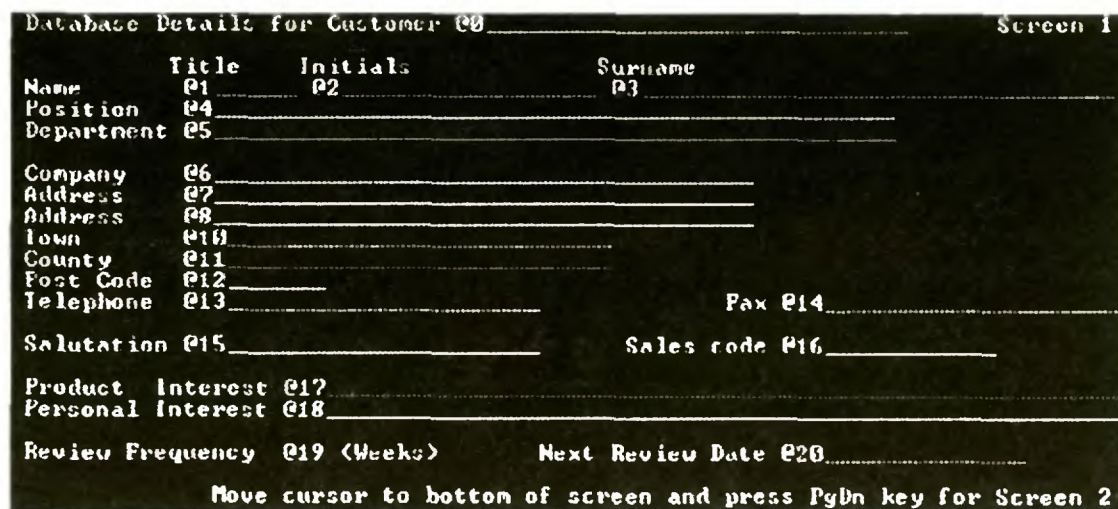 Database Details for Customer @0 Screen 1
Title Initials Surname
Name @1 @2 @3
Position @4
Department @5
Company @6
Address @7
Address @8
Town @10
County @11
Post Code @12
Telephone @13 Fax @14
Salutation @15 Sales code @16
Product Interest @17
Personal Interest @18
Review Frequency @19 (Weeks) Next Review Date @20
Move cursor to bottom of screen and press PgDn key for Screen 2